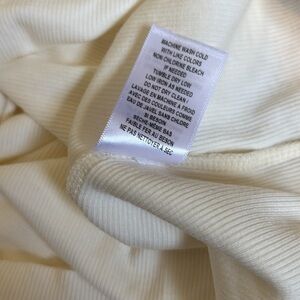 MACHINE WASH COLD
WITH LIKE COLORS
NON CHLORINE BLEACH
IF NEEDED
TUMBLE DRY LOW
LOW IRON AS NEEDED
DO NOT DRY CLEAN /
LAVAGE EN MACHINE A FROID
AVEC DES COULEURS COMME
EAU DE JAVEL SANS CHLORE
SI BESOIN
SECHE-MÊME BAS
FAIBLE FER AU BESOIN
NE PAS NETTOYER A SEC